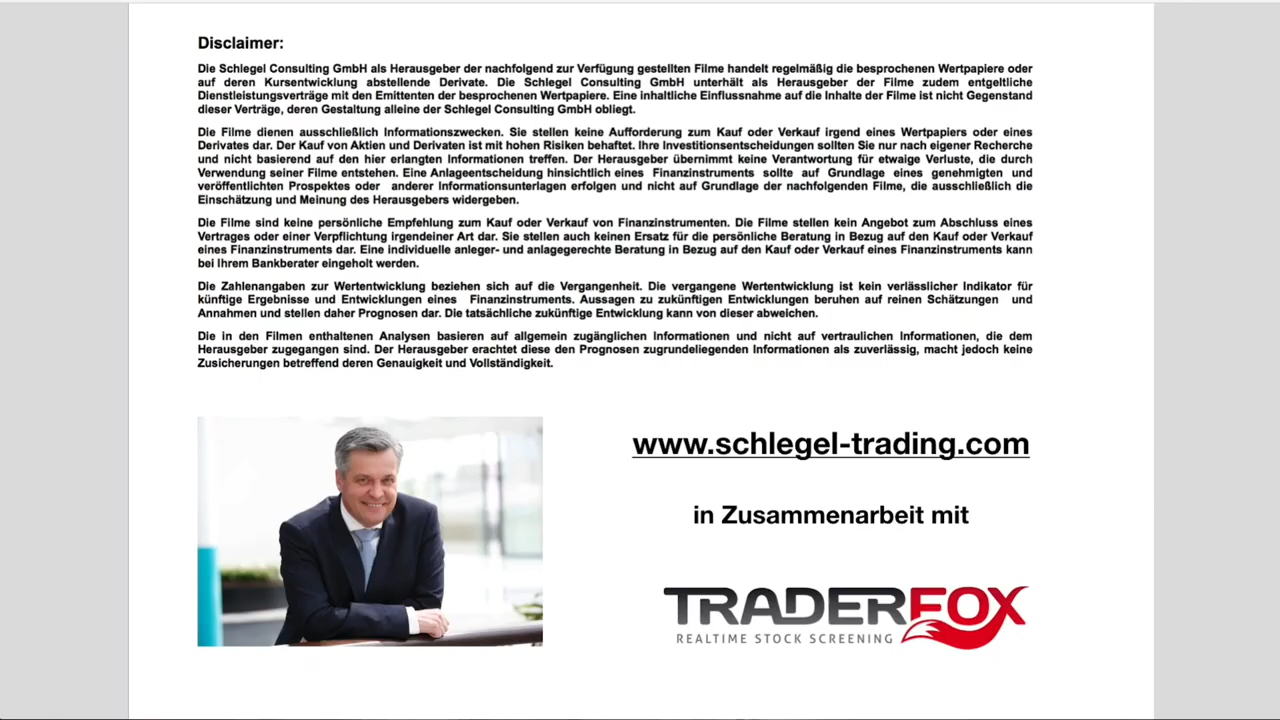 Disclaimer:
Die Schlegel Consulting GmbH als Herausgeber der nachfolgend zur Verfügung gestellten Filme handelt regelmäßig die besprochenen Wertpapiere oder
auf deren Kursentwicklung abstellende Derivate. Die Schlegel Consulting GmbH unterhält als Herausgeber der Filme zudem entgeltliche
Dienstleistungsverträge mit den Emittenten der besprochenen Wertpapiere. Eine inhaltliche Einflussnahme auf die Inhalte der Filme ist nicht Gegenstand
dieser Verträge, deren Gestaltung alleine der Schlegel Consulting GmbH obliegt.
Die Filme dienen ausschließlich Informationszwecken. Sie stellen keine Aufforderung zum Kauf oder Verkauf irgend eines Wertpapiers oder eines
Derivates dar. Der Kauf von Aktien und Derivaten ist mit hohen Risiken behaftet. Ihre Investitionsentscheidungen sollten Sie nur nach eigener Recherche
und nicht basierend auf den hier erlangten Informationen treffen. Der Herausgeber übernimmt keine Verantwortung für etwaige Verluste, die durch
Verwendung seiner Filme entstehen. Eine Anlageentscheidung hinsichtlich eines Finanzinstruments sollte auf Grundlage eines genehmigten und
veröffentlichten Prospektes oder anderer Informationsunterlagen erfolgen und nicht auf Grundlage der nachfolgenden Filme, die ausschließlich die
Einschätzung und Meinung des Herausgebers widergeben.
Die Filme sind keine persönliche Empfehlung zum Kauf oder Verkauf von Finanzinstrumenten. Die Filme stellen kein Angebot zum Abschluss eines
Vertrages oder einer Verpflichtung irgendeiner Art dar. Sie stellen auch keinen Ersatz für die persönliche Beratung in Bezug auf den Kauf oder Verkauf
eines Finanzinstruments dar. Eine individuelle anleger- und anlagegerechte Beratung in Bezug auf den Kauf oder Verkauf eines Finanzinstruments kann
bei Ihrem Bankberater eingeholt werden.
Die Zahlenangaben zur Wertentwicklung beziehen sich auf die Vergangenheit. Die vergangene Wertentwicklung ist kein verlässlicher Indikator für
künftige Ergebnisse und Entwicklungen eines Finanzinstruments. Aussagen zu zukünftigen Entwicklungen beruhen auf reinen Schätzungen und
Annahmen und stellen daher Prognosen dar. Die tatsächliche zukünftige Entwicklung kann von dieser abweichen.
Die in den Filmen enthaltenen Analysen basieren auf allgemein zugänglichen Informationen und nicht auf vertraulichen Informationen, die dem
Herausgeber zugegangen sind. Der Herausgeber erachtet diese den Prognosen zugrundeliegenden Informationen als zuverlässig, macht jedoch keine
Zusicherungen betreffend deren Genauigkeit und Vollständigkeit.
www.schlegel-trading.com
in Zusammenarbeit mit
TRADERFOX
REALTIME STOCK SCREENING